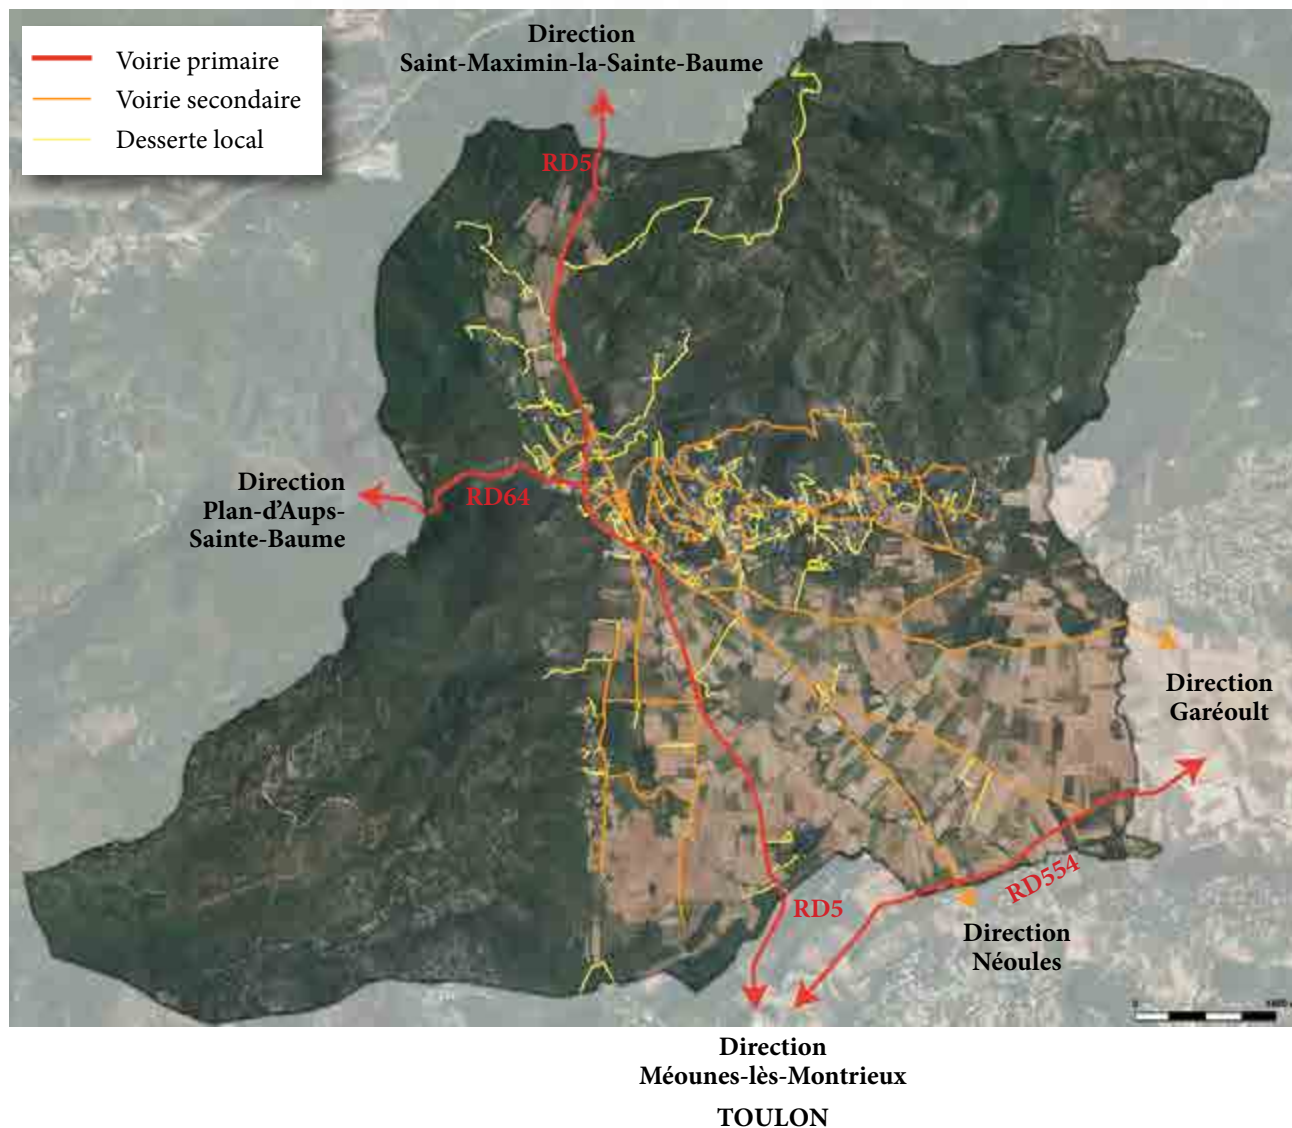 Voirie primaire
Voirie secondaire
Desserte local
Direction
Saint-Maximin-la-Sainte-Baume
RD5
Direction
Plan-d'Aups-
Sainte-Baume
RD64
Direction
Garéoult
RD554
RD5
Direction
Néoules
0
Direction
Méounes-lès-Montrieux
TOULON